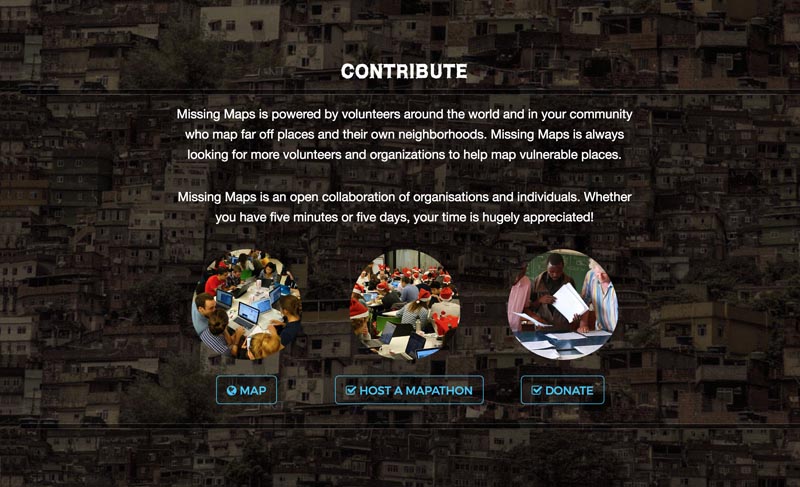 CONTRIBUTE
Missing Maps is powered by volunteers around the world and in your community
who map far off places and their own neighborhoods. Missing Maps is always
looking for more volunteers and organizations to help map vulnerable places.
Missing Maps is an open collaboration of organisations and individuals. Whether
you have five minutes or five days, your time is hugely appreciated!
MAP
HOST A MAPATHON
DONATE